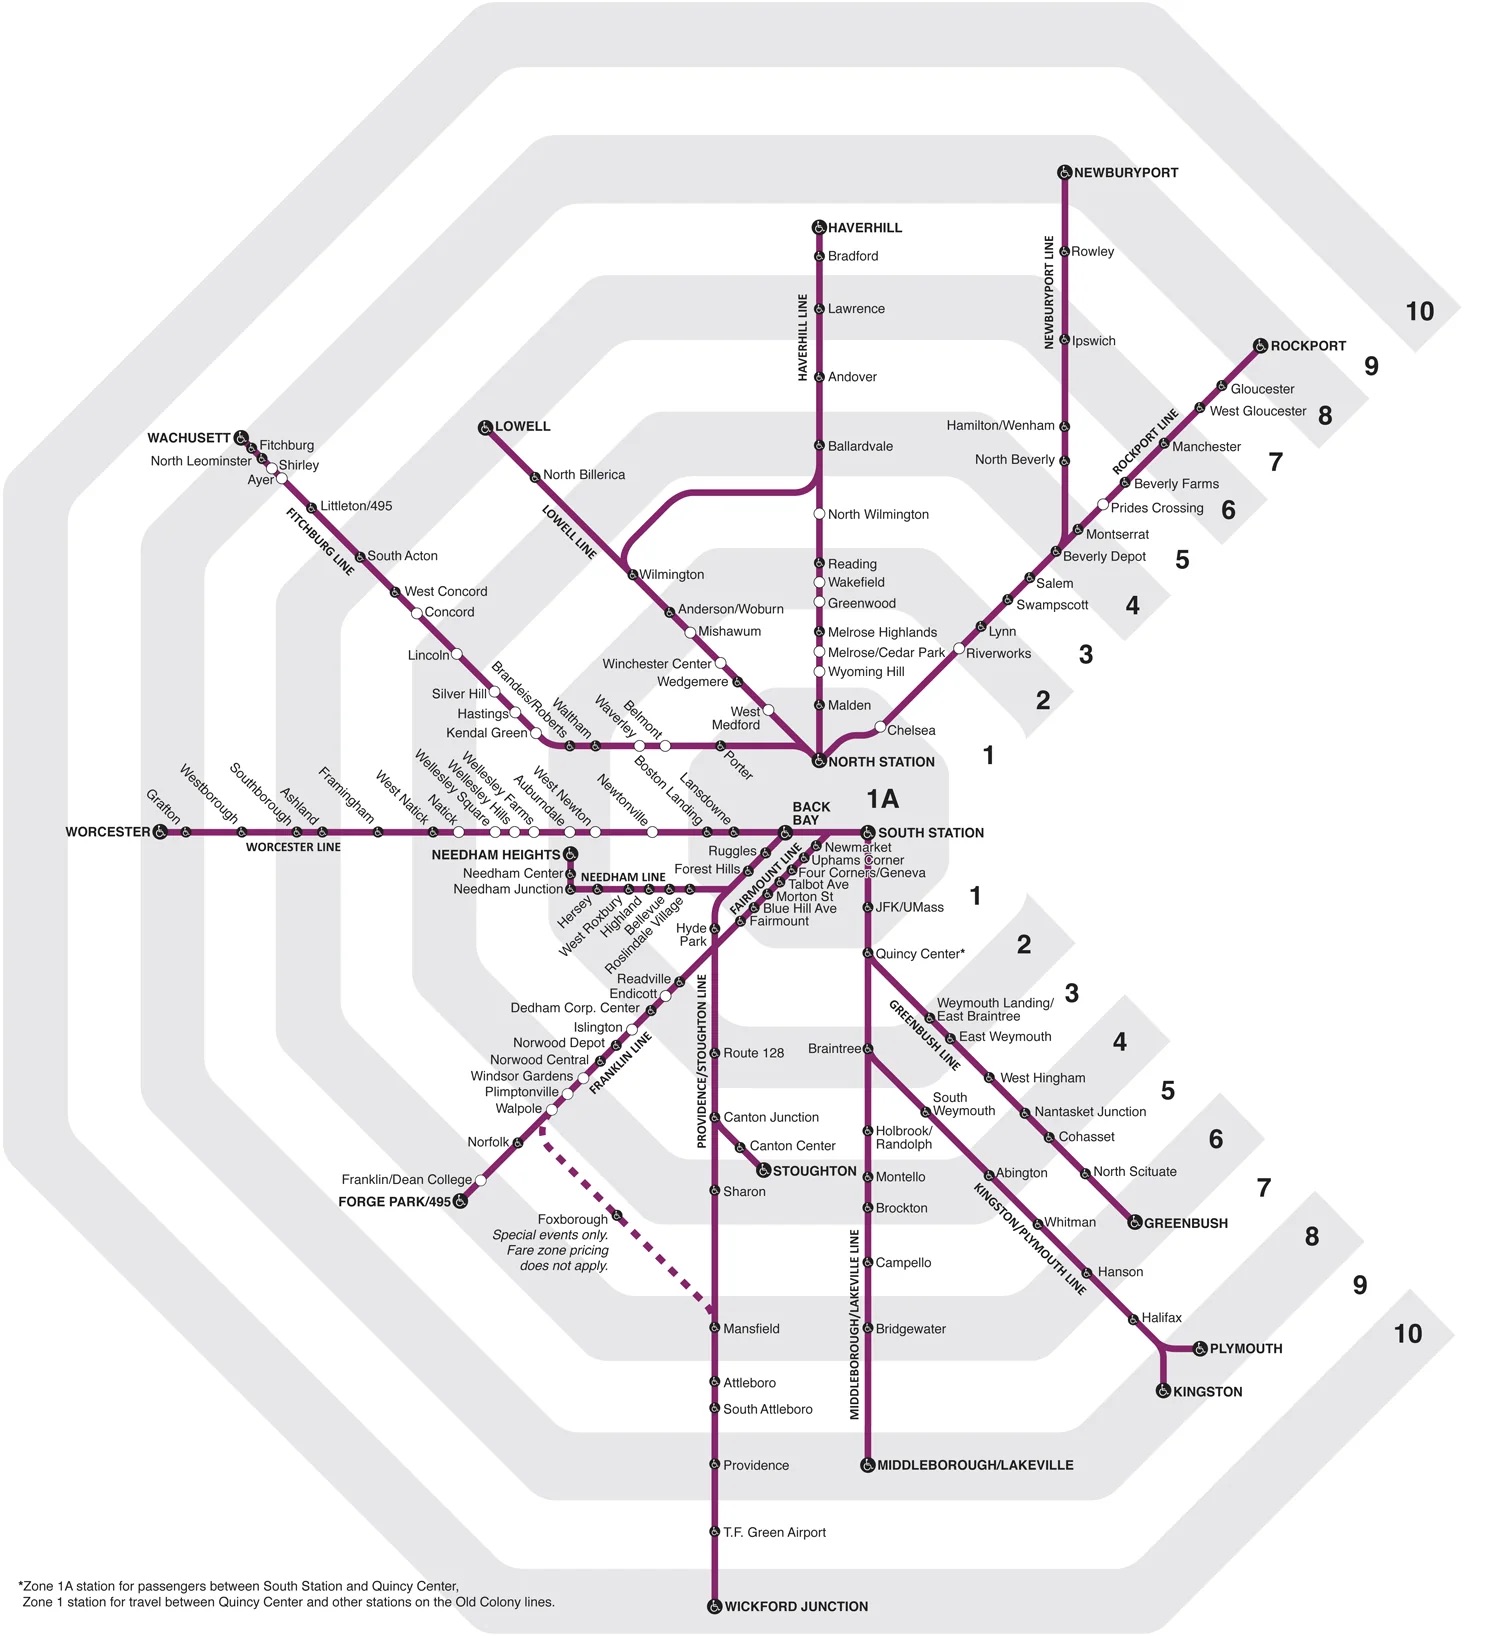 NEWBURYPORT
HAVERHILL
Bradford
NEWBURYPORT LINE
Rowley
HAVERHILL LINE
Lawrence
10
Ipswich
ROCKPORT
9
Andover
Gloucester
West Gloucester
8
ROCKPORT LINE
LOWELL
Hamilton/Wenham
WACHUSETT
Fitchburg
Ballardvale
Manchester
North Leominster
Shirley
North Beverly
7
Ayer
North Billerica
Beverly Farms
Littleton/495
Prides Crossing
6
FITCHBURG LINE
LOWELL LINE
North Wilmington
Montserrat
South Acton
Beverly Depot
5
Reading
Wilmington
Wakefield
Salem
West Concord
Greenwood
Swampscott
4
Concord
Anderson/Woburn
Mishawum
Melrose Highlands
Lynn
Lincoln
Winchester Center
Melrose/Cedar Park
Riverworks
3
Wedgemere
Wyoming Hill
Silver Hill
Brandeis/Roberts
Waltham
Waverley
Belmont
2
Hastings
West
Medford
Malden
Kendal Green
Chelsea
Porter
NORTH STATION
1
Grafton
Westborough
Southborough
Ashland
Framingham
West Natick
Natick
Wellesley Square
Wellesley Hills
Wellesley Farms
Auburndale
West Newton
Newtonville
Boston Landing
Lansdowne
BACK
BAY
1A
WORCESTER
WORCESTER LINE
SOUTH STATION
NEEDHAM HEIGHTS
Ruggles
Newmarket
Uphams Corner
Needham Center
NEEDHAM LINE
Forest Hills
FAIRMOUNT LINE
Four Corners/Geneva
Needham Junction
Talbot Ave
Morton St
1
Hersey
West Roxbury
Highland
Bellevue
Roslindale Village
Blue Hill Ave
JFK/UMass
Fairmount
Hyde
Park
2
Quincy Center*
Readville
Endicott
3
Dedham Corp. Center
Weymouth Landing/
East Braintree
Islington
GREENBUSH LINE
East Weymouth
Norwood Depot
Braintree
4
Norwood Central
FRANKLIN LINE
PROVIDENCE/STOUGHTON LINE
Route 128
Windsor Gardens
West Hingham
Plimptonville
5
Walpole
South
Weymouth
Nantasket Junction
Canton Junction
Norfolk
Canton Center
Holbrook/
Randolph
Cohasset
6
Franklin/Dean College
STOUGHTON
Montello
Abington
North Scituate
Sharon
7
FORGE PARK/495
Brockton
KINGSTON/PLYMOUTH LINE
Foxborough
Special events only.
Fare zone pricing
does not apply.
Whitman
GREENBUSH
8
Campello
MIDDLEBOROUGH/LAKEVILLE LINE
Hanson
9
Mansfield
Bridgewater
Halifax
10
PLYMOUTH
Attleboro
KINGSTON
South Attleboro
Providence
MIDDLEBOROUGH/LAKEVILLE
T.F. Green Airport
*Zone 1A station for passengers between South Station and Quincy Center,
Zone 1 station for travel between Quincy Center and other stations on the Old Colony lines.
WICKFORD JUNCTION